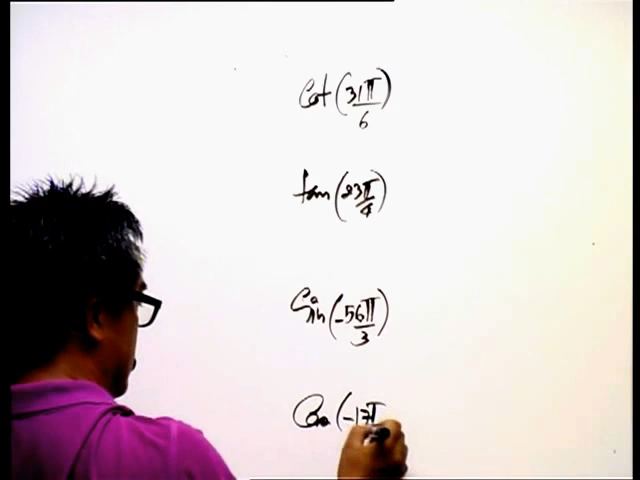 cot (31π/6)
tan (23π/4)
sin (-56π/3)
cos (-17π